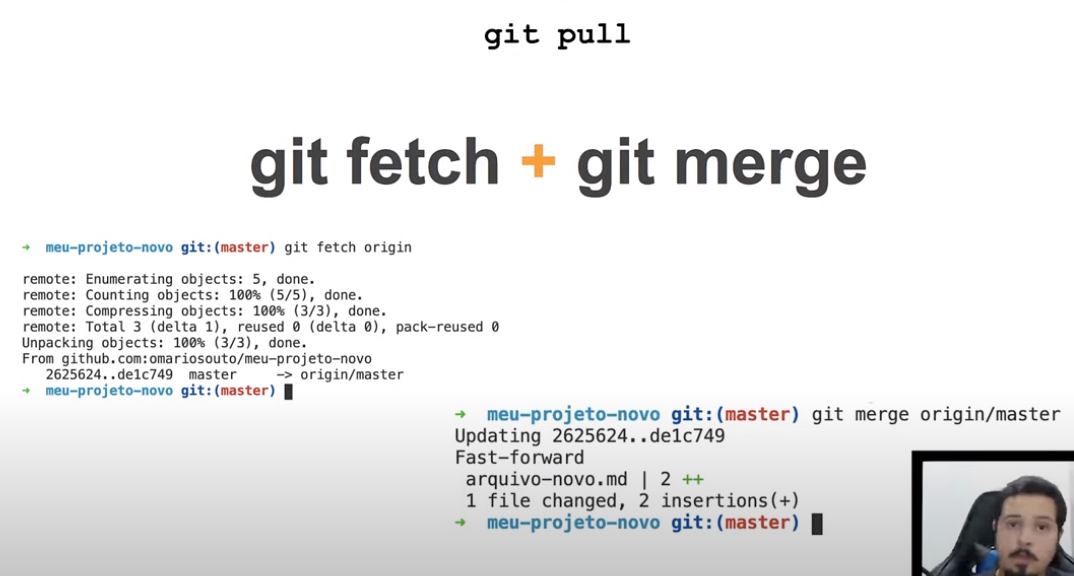 git pull
git fetch + git merge
➜  meu-projeto-novo git:(master) git fetch origin
remote: Enumerating objects: 5, done.
remote: Counting objects: 100% (5/5), done.
remote: Compressing objects: 100% (3/3), done.
remote: Total 3 (delta 1), reused 0 (delta 0), pack-reused 0
Unpacking objects: 100% (3/3), done.
From github.com:omariosouto/meu-projeto-novo
   2625624..de1c749  master     -> origin/master
➜  meu-projeto-novo git:(master)
➜  meu-projeto-novo git:(master) git merge origin/master
Updating 2625624..de1c749
Fast-forward
 arquivo-novo.md | 2 ++
 1 file changed, 2 insertions(+)
➜  meu-projeto-novo git:(master)